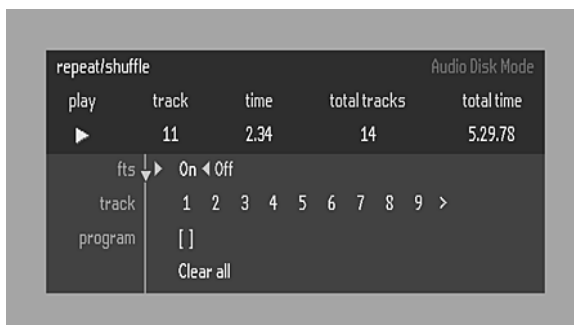 repeat/shuffle Audio Disk Mode
play track time total tracks total time
11 2.34 14 5.29.78
fts On Off
track 1 2 3 4 5 6 7 8 9 >
program [ ]
Clear all